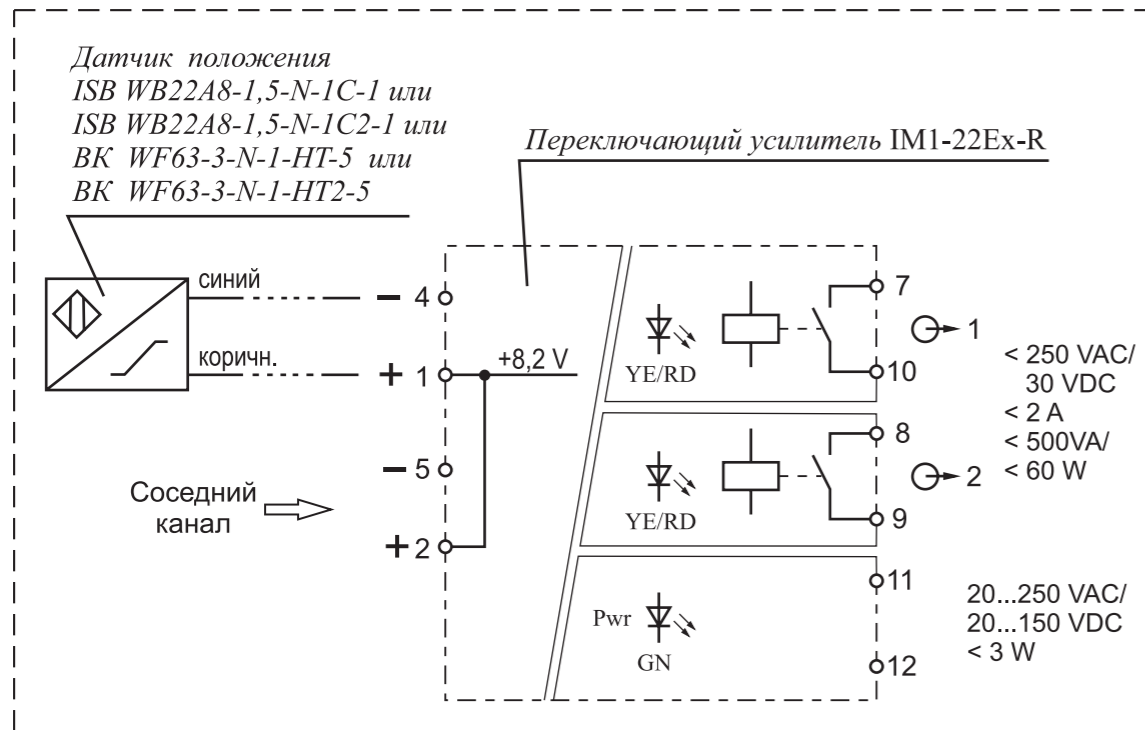 Датчик положения
ISB WB22A8-1,5-N-1C-1 или
ISB WB22A8-1,5-N-1C2-1 или
ВК WF63-3-N-1-HT-5 или
ВК WF63-3-N-1-HT2-5
Переключающий усилитель IM1-22Ex-R
синий
коричн.
− 4
+ 1
+8,2 V
− 5
+ 2
Соседний
канал
YE/RD
7
10
1
< 250 VAC/
30 VDC
< 2 A
< 500VA/
< 60 W
YE/RD
8
9
2
Pwr
GN
11
12
20...250 VAC/
20...150 VDC
< 3 W